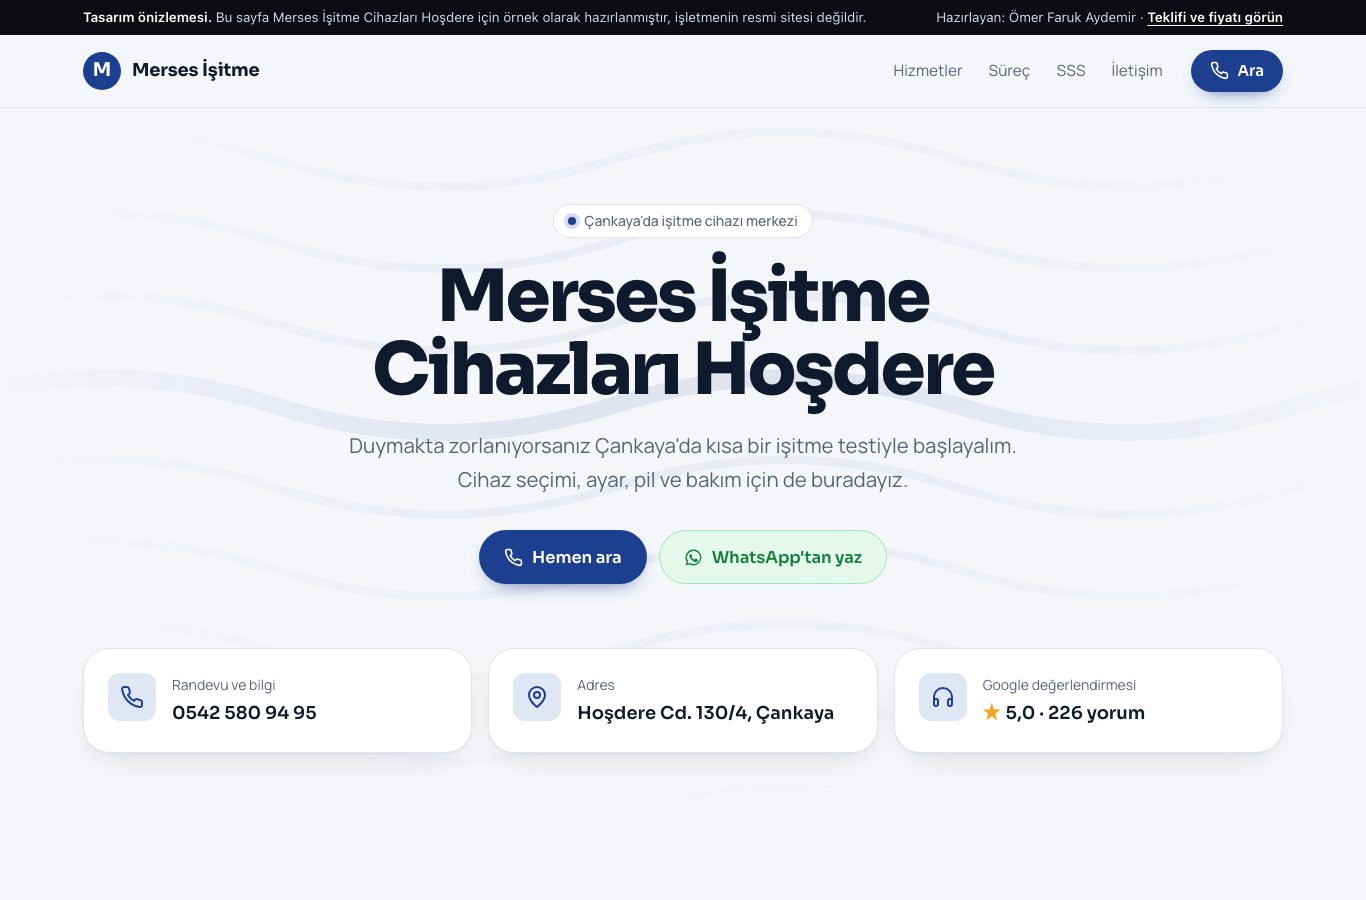 Tasarım önizlemesi. Bu sayfa Merses İşitme Cihazları Hoşdere için örnek olarak hazırlanmıştır, işletmenin resmi sitesi değildir.
Hazırlayan: Ömer Faruk Aydemir · Teklifi ve fiyatı görün
M Merses İşitme
Hizmetler Süreç SSS İletişim Ara
Çankaya'da işitme cihazı merkezi
Merses İşitme
Cihazları Hoşdere
Duymakta zorlanıyorsanız Çankaya'da kısa bir işitme testiyle başlayalım.
Cihaz seçimi, ayar, pil ve bakım için de buradayız.
Hemen ara
WhatsApp'tan yaz
Randevu ve bilgi
0542 580 94 95
Adres
Hoşdere Cd. 130/4, Çankaya
Google değerlendirmesi
★ 5,0 · 226 yorum